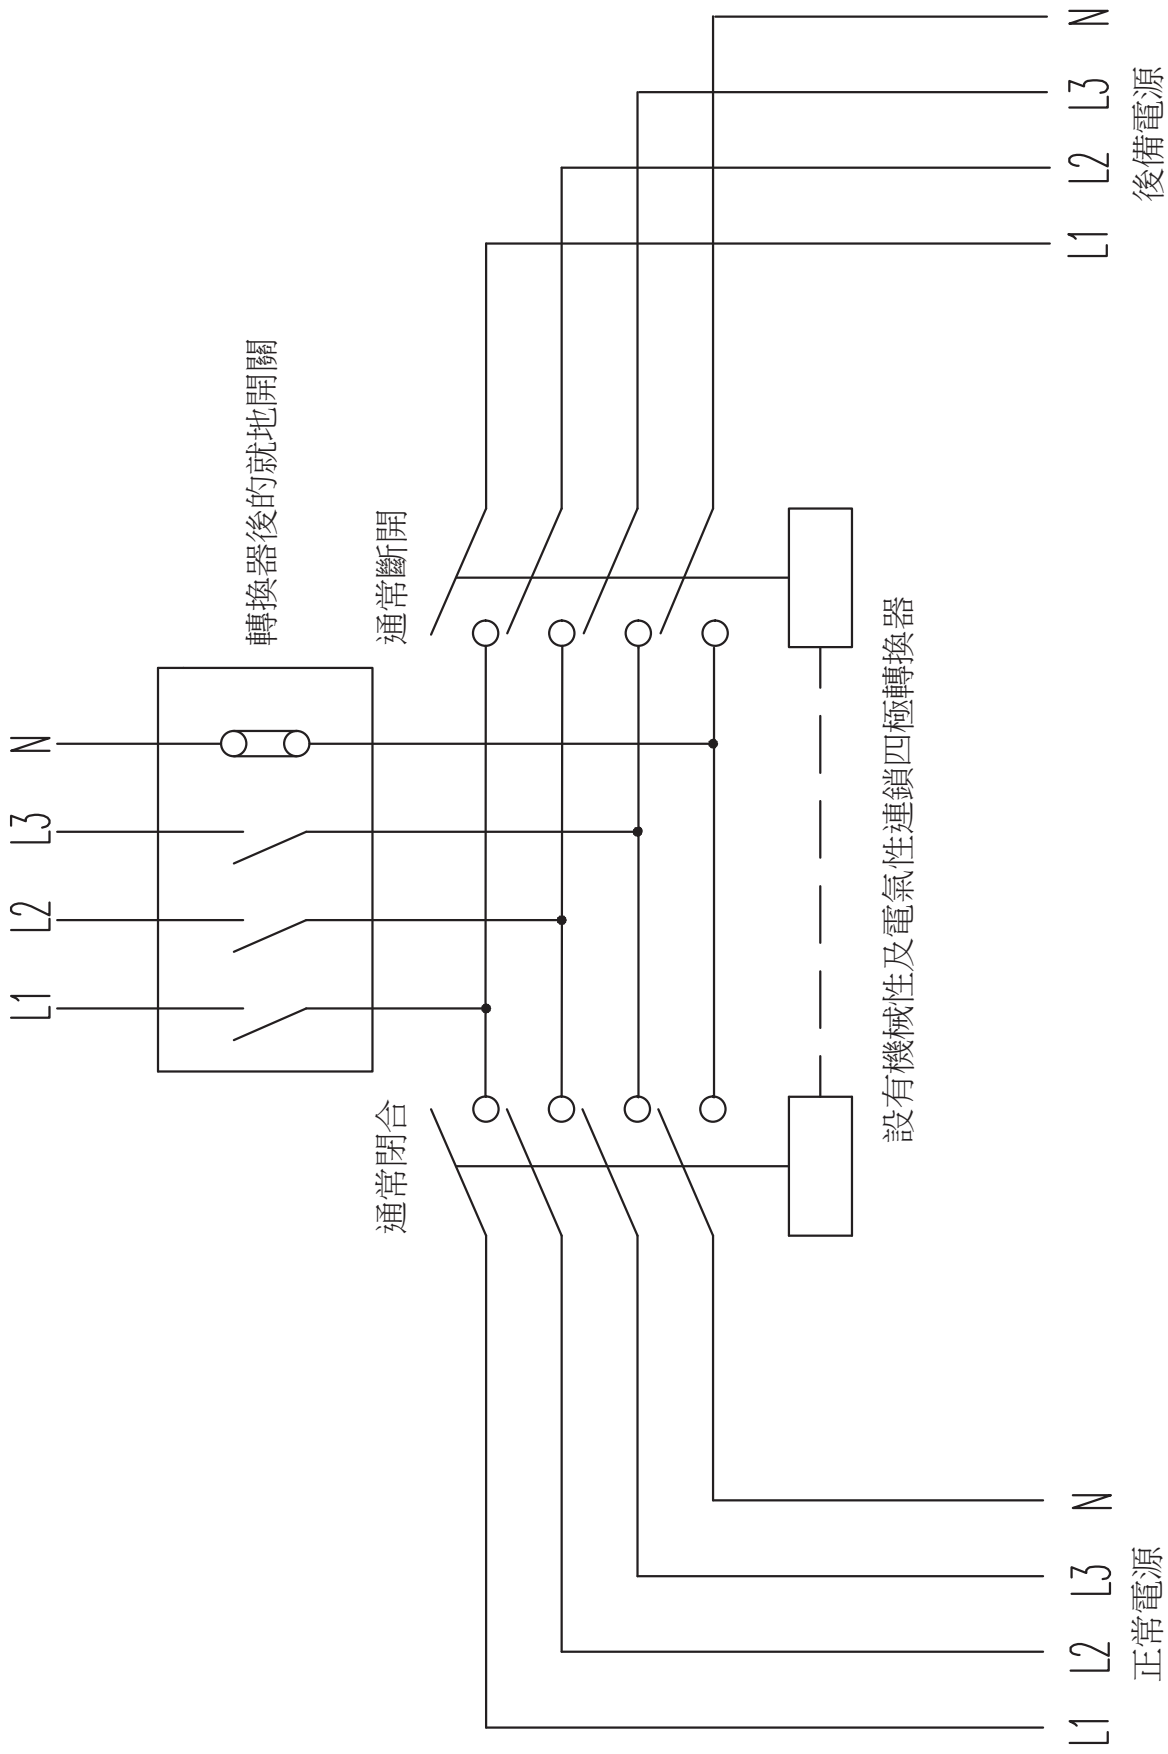 L1 L2 L3 N
轉換器後的就地開關
通常閉合
通常斷開
設有機械性及電氣性連鎖四極轉換器
L1 L2 L3 N
正常電源
L1 L2 L3 N
後備電源